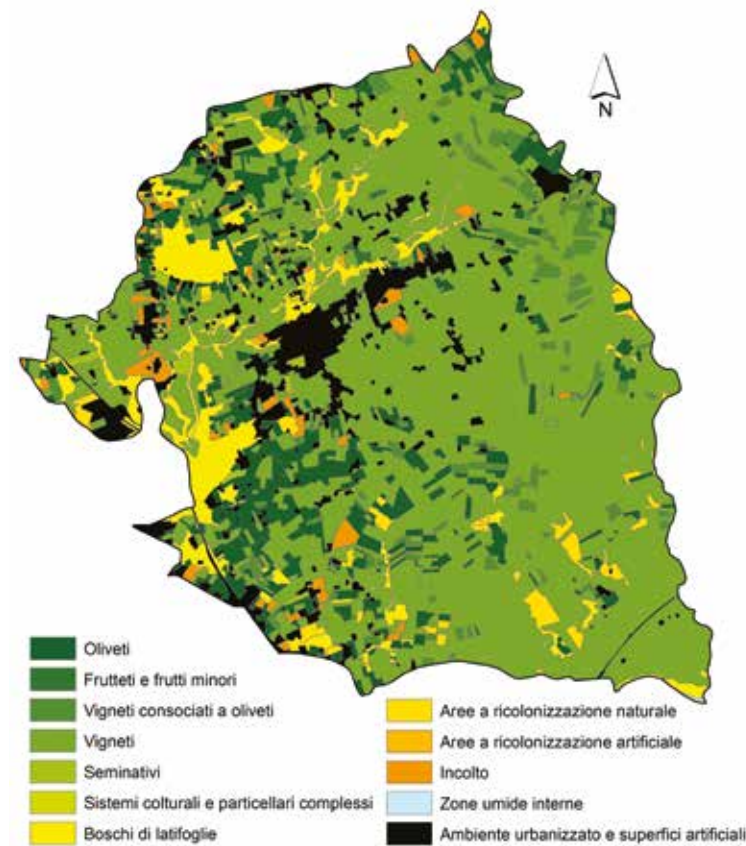 N
Oliveti
Frutteti e frutti minori
Vigneti consociati a oliveti
Vigneti
Seminativi
Sistemi colturali e particellari complessi
Boschi di latifoglie
Aree a ricolonizzazione naturale
Aree a ricolonizzazione artificiale
Incolto
Zone umide interne
Ambiente urbanizzato e superfici artificiali